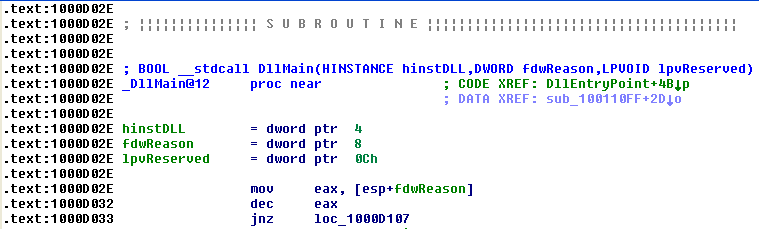 .text:1000D02E
.text:1000D02E ; ¦¦¦¦¦¦¦¦¦¦¦¦¦¦¦ S U B R O U T I N E ¦¦¦¦¦¦¦¦¦¦¦¦¦¦¦¦¦¦¦¦¦¦¦¦¦¦¦¦¦¦¦¦¦¦¦¦¦¦¦
.text:1000D02E
.text:1000D02E
.text:1000D02E ; BOOL __stdcall DllMain(HINSTANCE hinstDLL,DWORD fdwReason,LPVOID lpvReserved)
.text:1000D02E _DllMain@12 proc near ; CODE XREF: DllEntryPoint+4B↓p
.text:1000D02E ; DATA XREF: sub_100110FF+2D↓o
.text:1000D02E
.text:1000D02E hinstDLL = dword ptr 4
.text:1000D02E fdwReason = dword ptr 8
.text:1000D02E lpvReserved = dword ptr 0Ch
.text:1000D02E
.text:1000D02E mov eax, [esp+fdwReason]
.text:1000D032 dec eax
.text:1000D033 jnz loc_1000D107